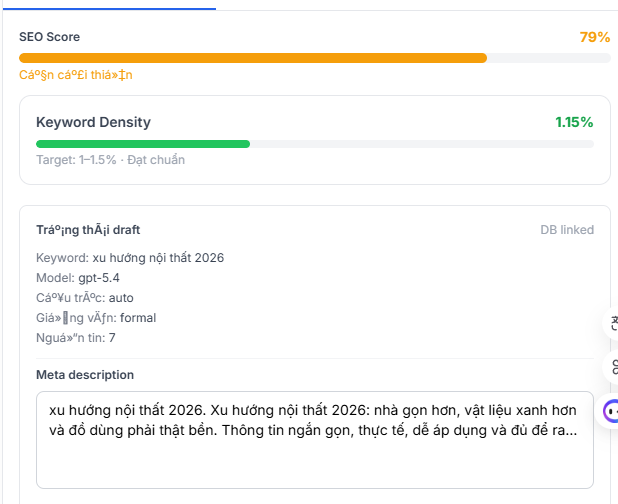 SEO Score
79%
Cáº§n cáº£i thiá»‡n
Keyword Density
1.15%
Target: 1–1.5% · Đạt chuẩn
Tráº¡ng thÃ¡i draft
DB linked
Keyword: xu hướng nội thất 2026
Model: gpt-5.4
Cáº¥u trÃºc: auto
Giá»ng vÄƒn: formal
Nguá»“n tin: 7
Meta description
xu hướng nội thất 2026. Xu hướng nội thất 2026: nhà gọn hơn, vật liệu xanh hơn
và đồ dùng phải thật bền. Thông tin ngắn gọn, thực tế, dễ áp dụng và đủ để ra...